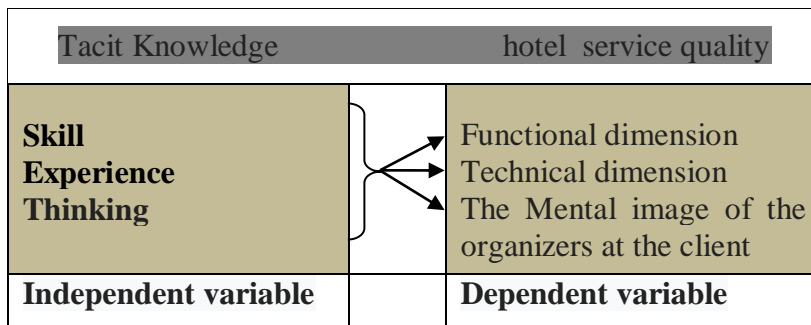 Tacit Knowledge hotel service quality
Skill
Experience
Thinking
Functional dimension
Technical dimension
The Mental image of the
organizers at the client
Independent variable
Dependent variable